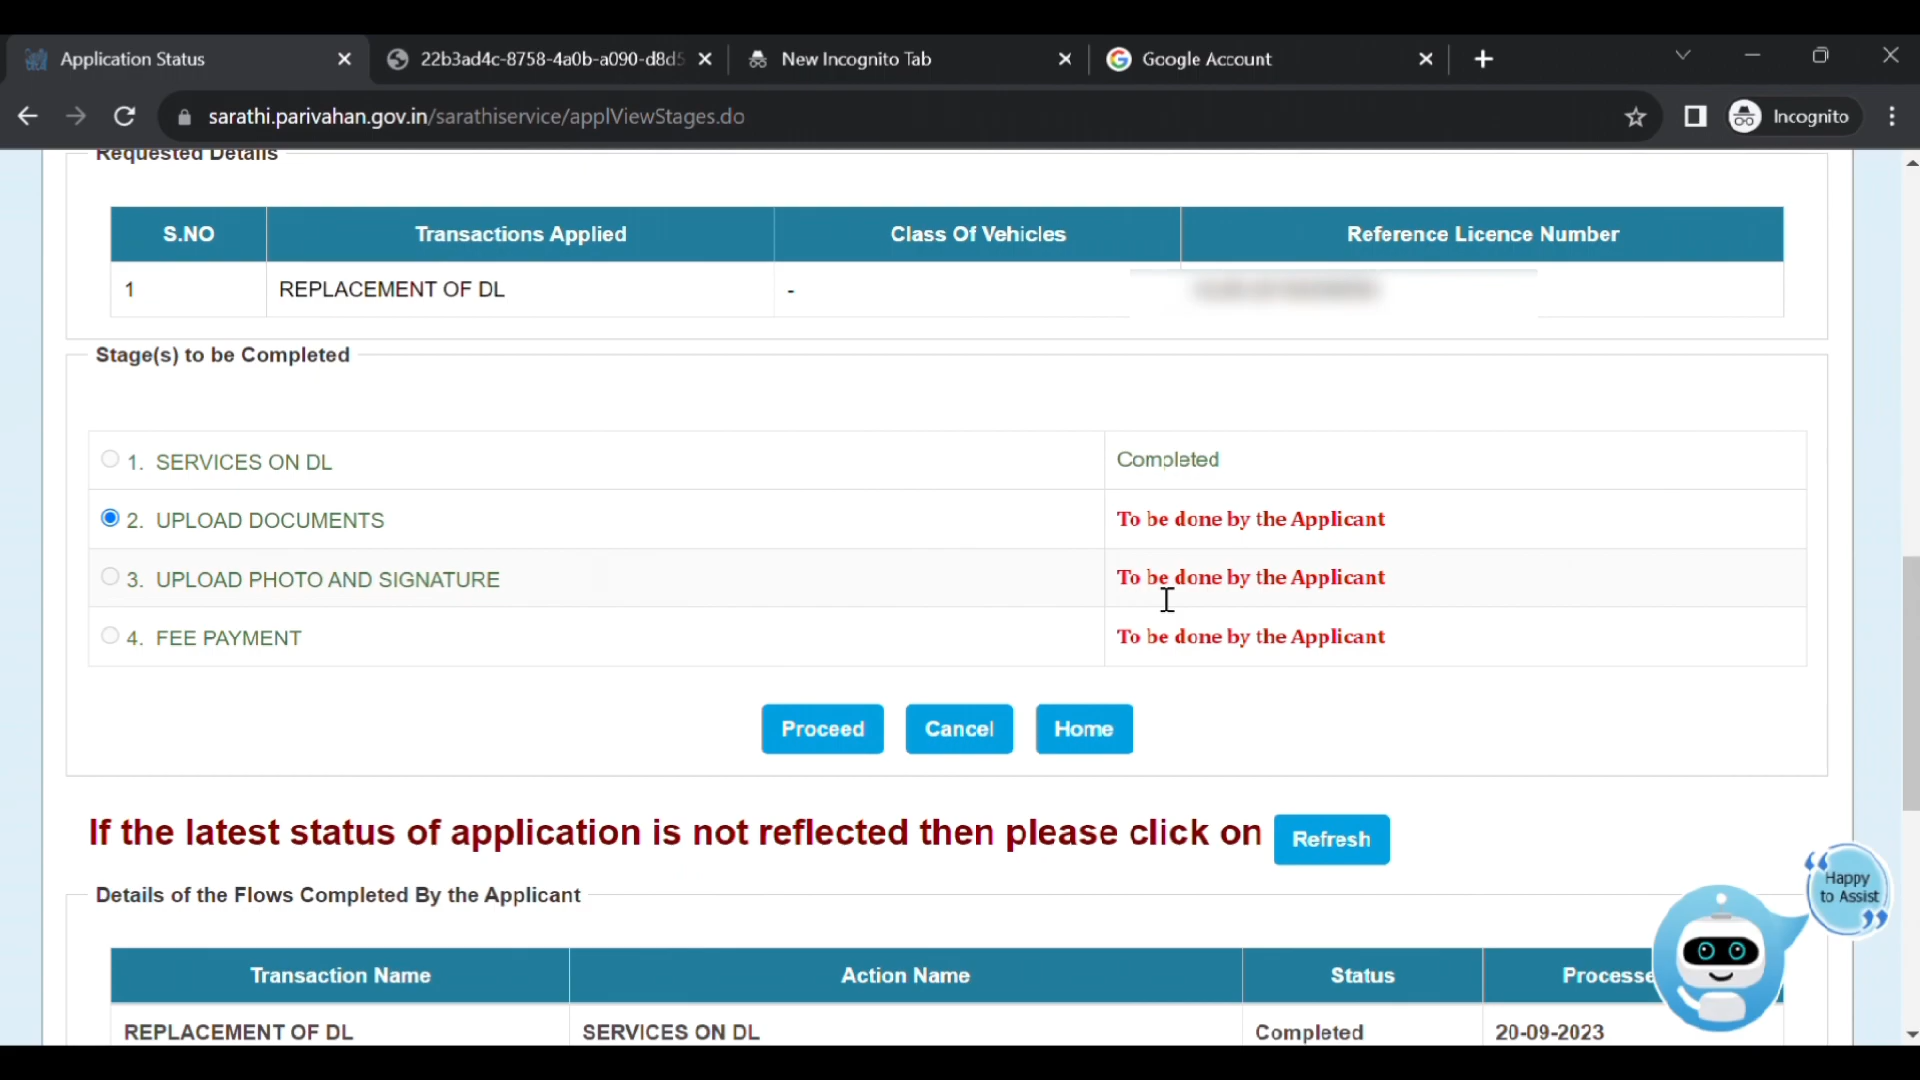 Application Status
22b3ad4c-8758-4a0b-a090-d8d5
New Incognito Tab
Google Account
sarathi.parivahan.gov.in/sarathiservice/applViewStages.do
Incognito
Requested Details
S.NO Transactions Applied Class Of Vehicles Reference Licence Number
1 REPLACEMENT OF DL -
Stage(s) to be Completed
1. SERVICES ON DL Completed
2. UPLOAD DOCUMENTS To be done by the Applicant
3. UPLOAD PHOTO AND SIGNATURE To be done by the Applicant
4. FEE PAYMENT To be done by the Applicant
Proceed Cancel Home
If the latest status of application is not reflected then please click on Refresh
Happy
to Assist
Details of the Flows Completed By the Applicant
Transaction Name Action Name Status Processe
REPLACEMENT OF DL SERVICES ON DL Completed 20-09-2023